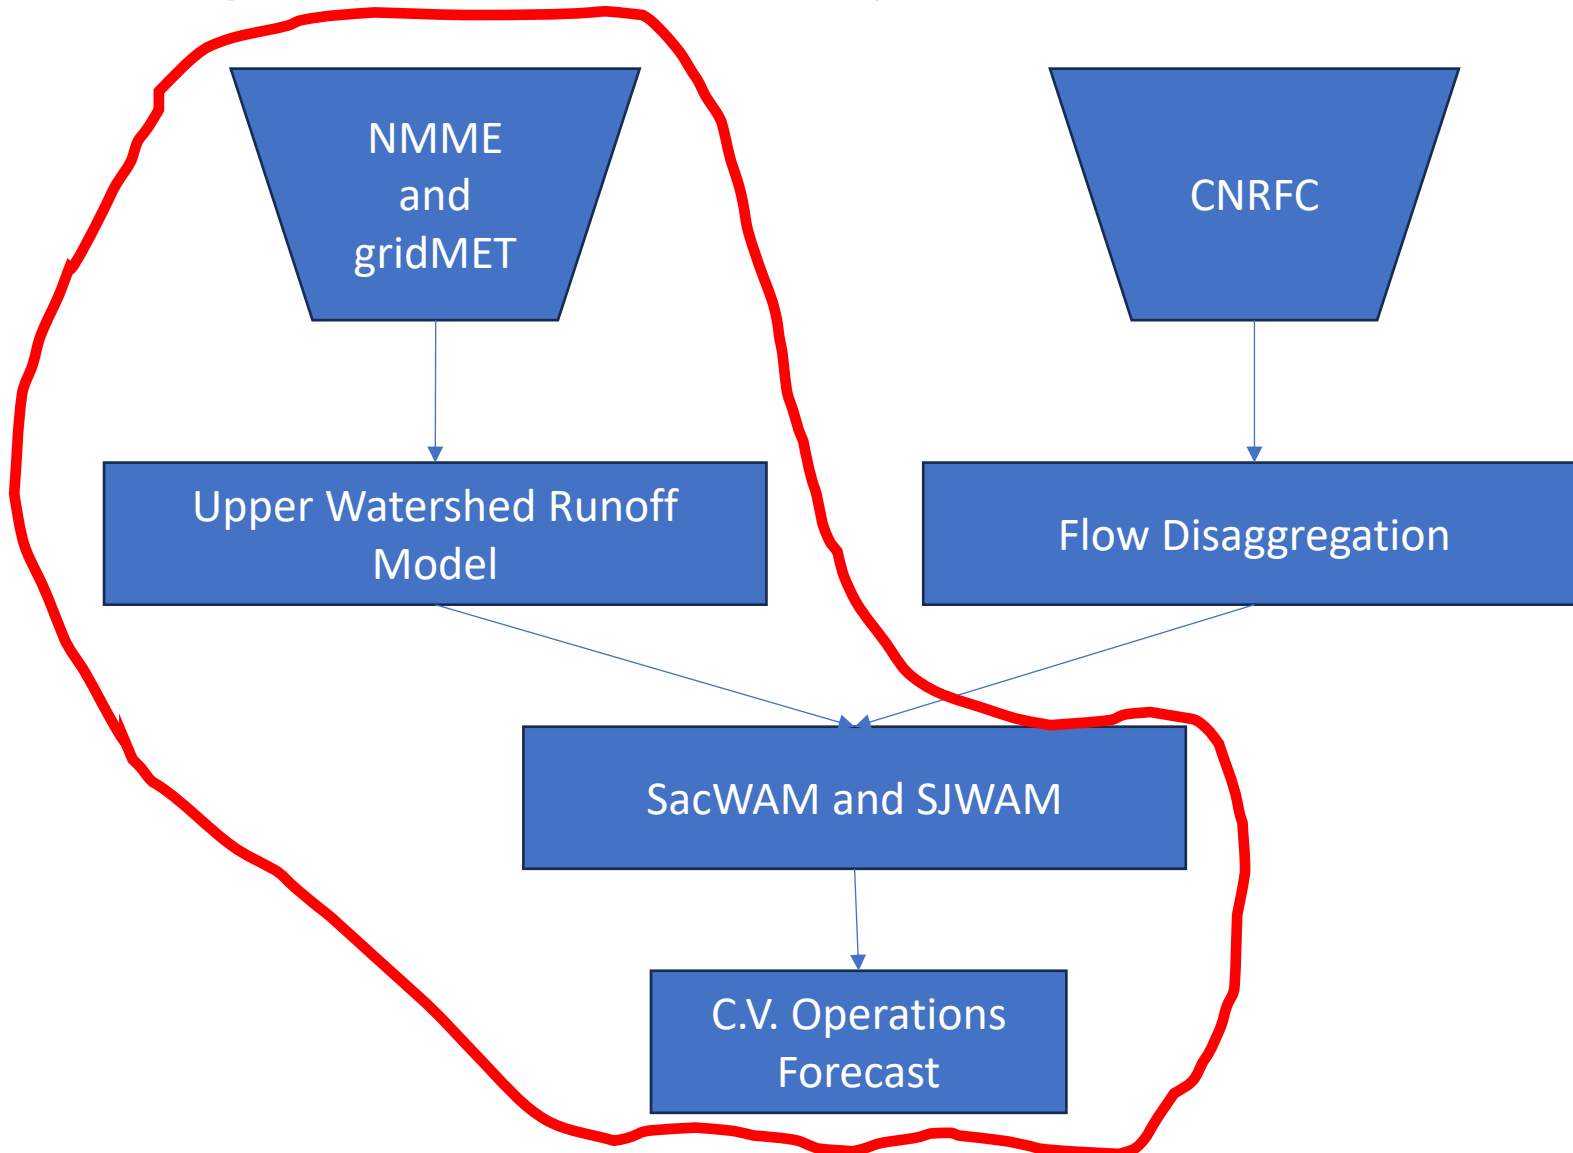 NMME
and
gridMET
CNRFC
Upper Watershed Runoff
Model
Flow Disaggregation
SacWAM and SJWAM
C.V. Operations
Forecast